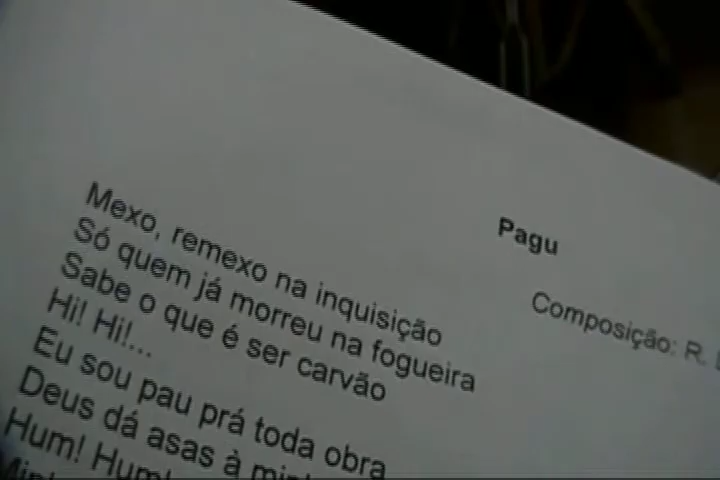 Pagu
Composição: R.
Mexo, remexo na inquisição
Só quem já morreu na fogueira
Sabe o que é ser carvão
Hi! Hi!...
Eu sou pau prá toda obra
Deus dá asas à
Hum!